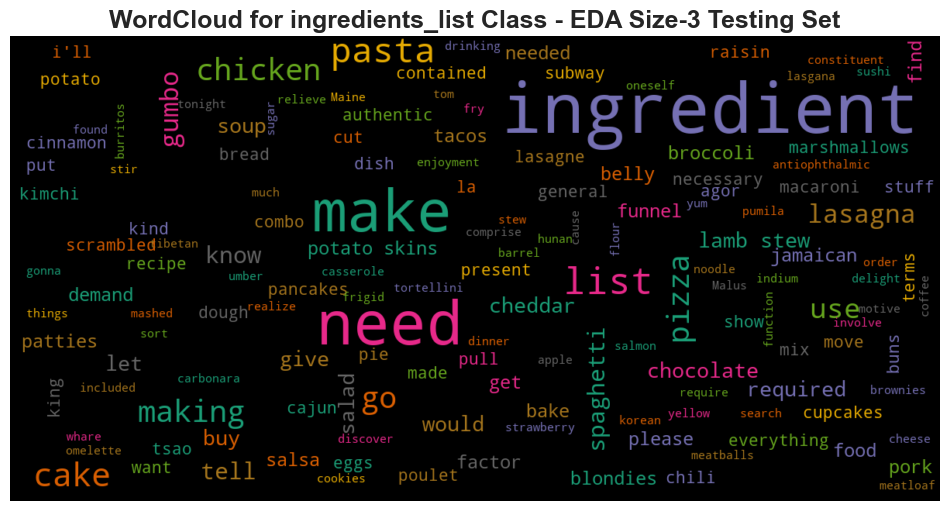 WordCloud for ingredients_list Class - EDA Size-3 Testing Set
i'll pasta drinking needed raisin constituent find
potato chicken contained subway oneself lasgana sushi
gumbo tonight sugar relieve Maine tom fry ingredient
found burritos cinnamon soup authentic cut tacos
put stir bread dish enjoyment lasagne broccoli marshmallows
kimchi much la belly necessary antiophthalmic macaroni stuff
make general agor yum
kind combo stew comprise cause funnel pumila lasagna
scrambled tibetan know potato skins barrel hunan flour lamb stew
recipe umber casserole present list pizza noodle jamaican order terms
gonna pancakes frigid tortellini Malus indium delight coffee
demand realize need cheddar use motive
things mashed dough spaghetti show function involve
patties sort let give pie dinner pull salmon mix move buns
king included carbonara made get apple chocolate
making cajun salad go bake require required brownies
whare buy discover would strawberry korean yellow search cupcakes
omelette tsao please everything cheese
want tell salsa eggs factor meatballs food pork
cake cookies poulet blondies chili meatloaf